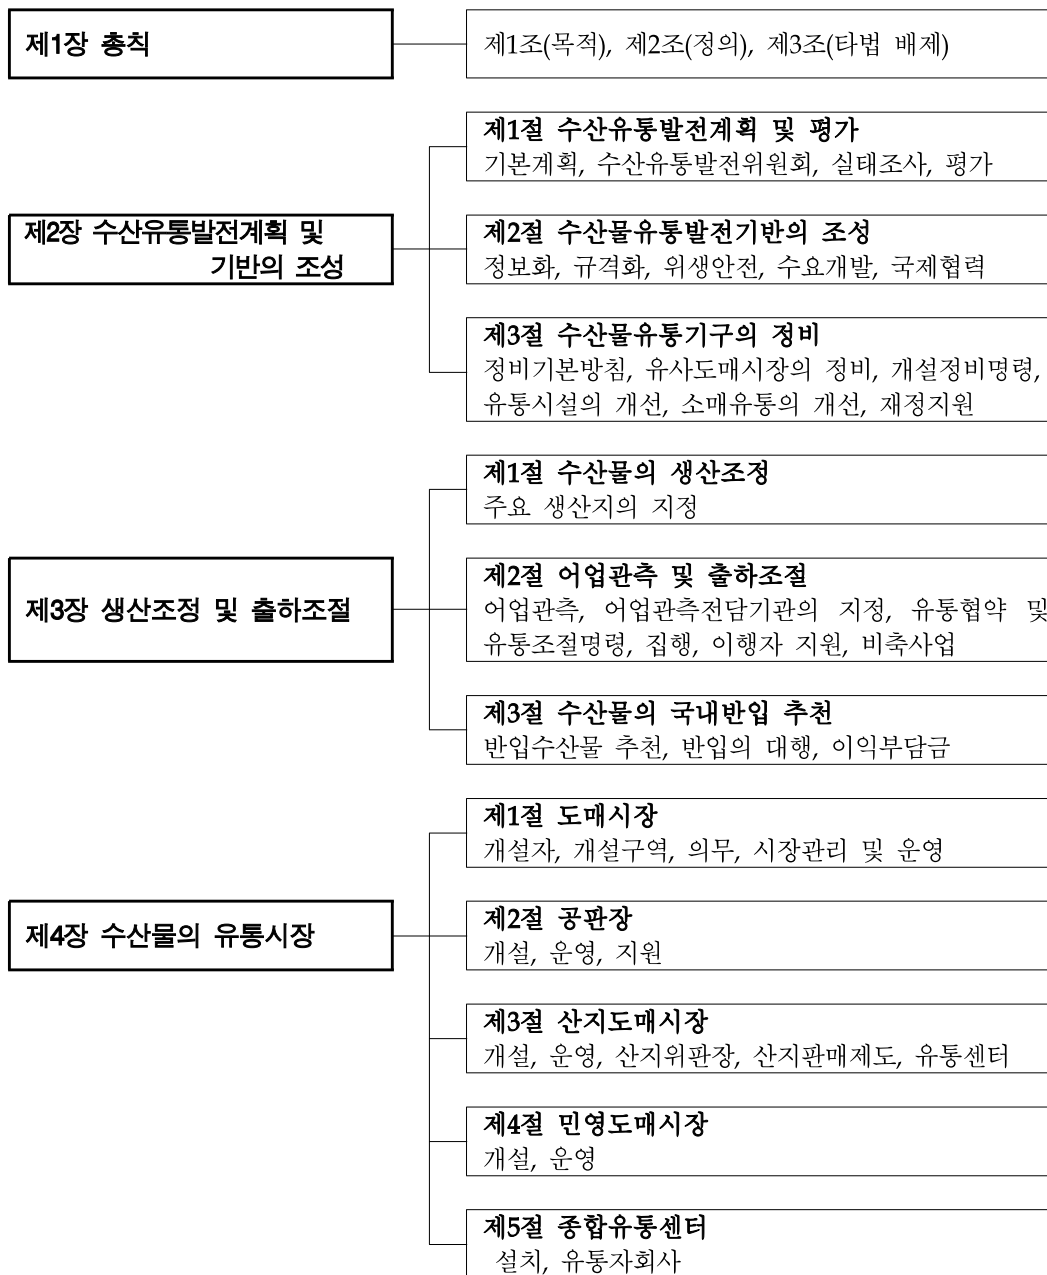 제1장 총칙
제1조(목적), 제2조(정의), 제3조(타법 배제)
제2장 수산유통발전계획 및
기반의 조성
제1절 수산유통발전계획 및 평가
기본계획, 수산유통발전위원회, 실태조사, 평가
제2절 수산물유통발전기반의 조성
정보화, 규격화, 위생안전, 수요개발, 국제협력
제3절 수산물유통기구의 정비
정비기본방침, 유사도매시장의 정비, 개설정비명령,
유통시설의 개선, 소매유통의 개선, 재정지원
제3장 생산조정 및 출하조절
제1절 수산물의 생산조정
주요 생산지의 지정
제2절 어업관측 및 출하조절
어업관측, 어업관측전담기관의 지정, 유통협약 및
유통조절명령, 집행, 이행자 지원, 비축사업
제3절 수산물의 국내반입 추천
반입수산물 추천, 반입의 대행, 이익부담금
제4장 수산물의 유통시장
제1절 도매시장
개설자, 개설구역, 의무, 시장관리 및 운영
제2절 공판장
개설, 운영, 지원
제3절 산지도매시장
개설, 운영, 산지위판장, 산지판매제도, 유통센터
제4절 민영도매시장
개설, 운영
제5절 종합유통센터
설치, 유통자회사